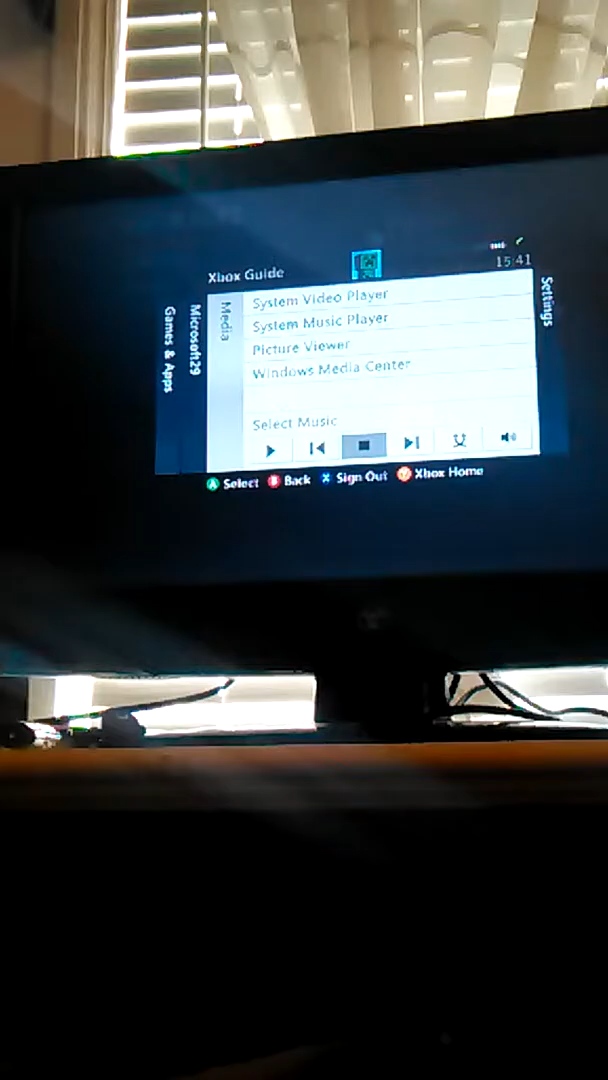 Xbox Guide
15:41
Games & Apps
Microsoft29
Media
System Video Player
System Music Player
Picture Viewer
Windows Media Center
Select Music
Settings
A Select B Back X Sign Out Y Xbox Home